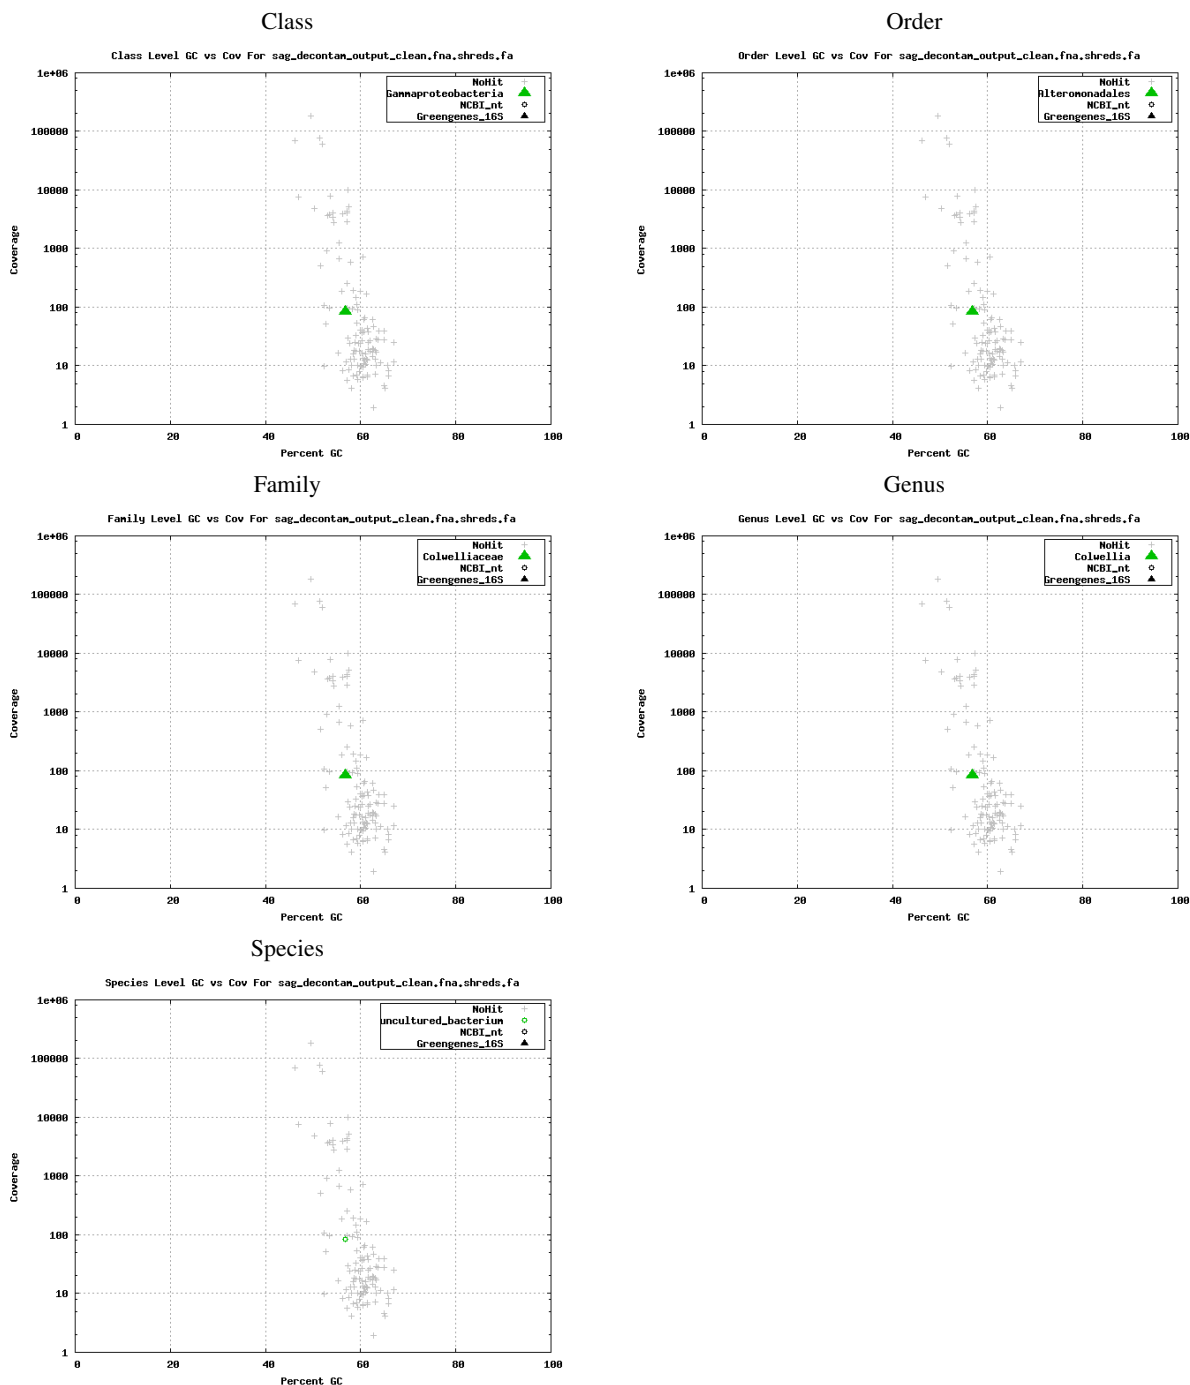 Class
Class Level GC vs Cov For sag_decontam_output_clean.fna.shreds.fa
NoHit
Gammaproteobacteria
NCBI_nt
Greengenes_16S
1e+06
100000
10000
1000
100
10
1
Coverage
0 20 40 60 80 100
Percent GC
Order
Order Level GC vs Cov For sag_decontam_output_clean.fna.shreds.fa
NoHit
Alteromonadales
NCBI_nt
Greengenes_16S
1e+06
100000
10000
1000
100
10
1
Coverage
0 20 40 60 80 100
Percent GC
Family
Family Level GC vs Cov For sag_decontam_output_clean.fna.shreds.fa
NoHit
Colwelliaceae
NCBI_nt
Greengenes_16S
1e+06
100000
10000
1000
100
10
1
Coverage
0 20 40 60 80 100
Percent GC
Genus
Genus Level GC vs Cov For sag_decontam_output_clean.fna.shreds.fa
NoHit
Colwellia
NCBI_nt
Greengenes_16S
1e+06
100000
10000
1000
100
10
1
Coverage
0 20 40 60 80 100
Percent GC
Species
Species Level GC vs Cov For sag_decontam_output_clean.fna.shreds.fa
NoHit
uncultured_bacterium
NCBI_nt
Greengenes_16S
1e+06
100000
10000
1000
100
10
1
Coverage
0 20 40 60 80 100
Percent GC